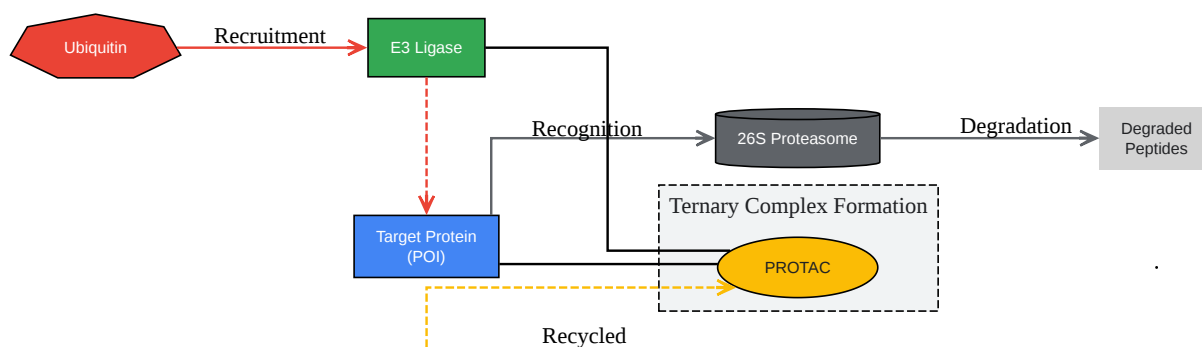 Ubiquitin
Recruitment
E3 Ligase
Recognition
26S Proteasome
Degradation
Degraded
Peptides
Ternary Complex Formation
Target Protein
(POI)
PROTAC
.
Recycled